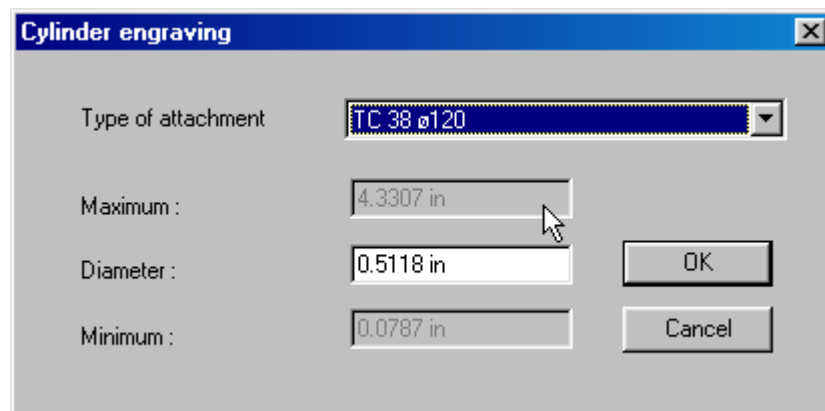 Cylinder engraving
Type of attachment
TC 38 ø120
Maximum :
4.3307 in
Diameter :
0.5118 in
OK
Minimum :
0.0787 in
Cancel